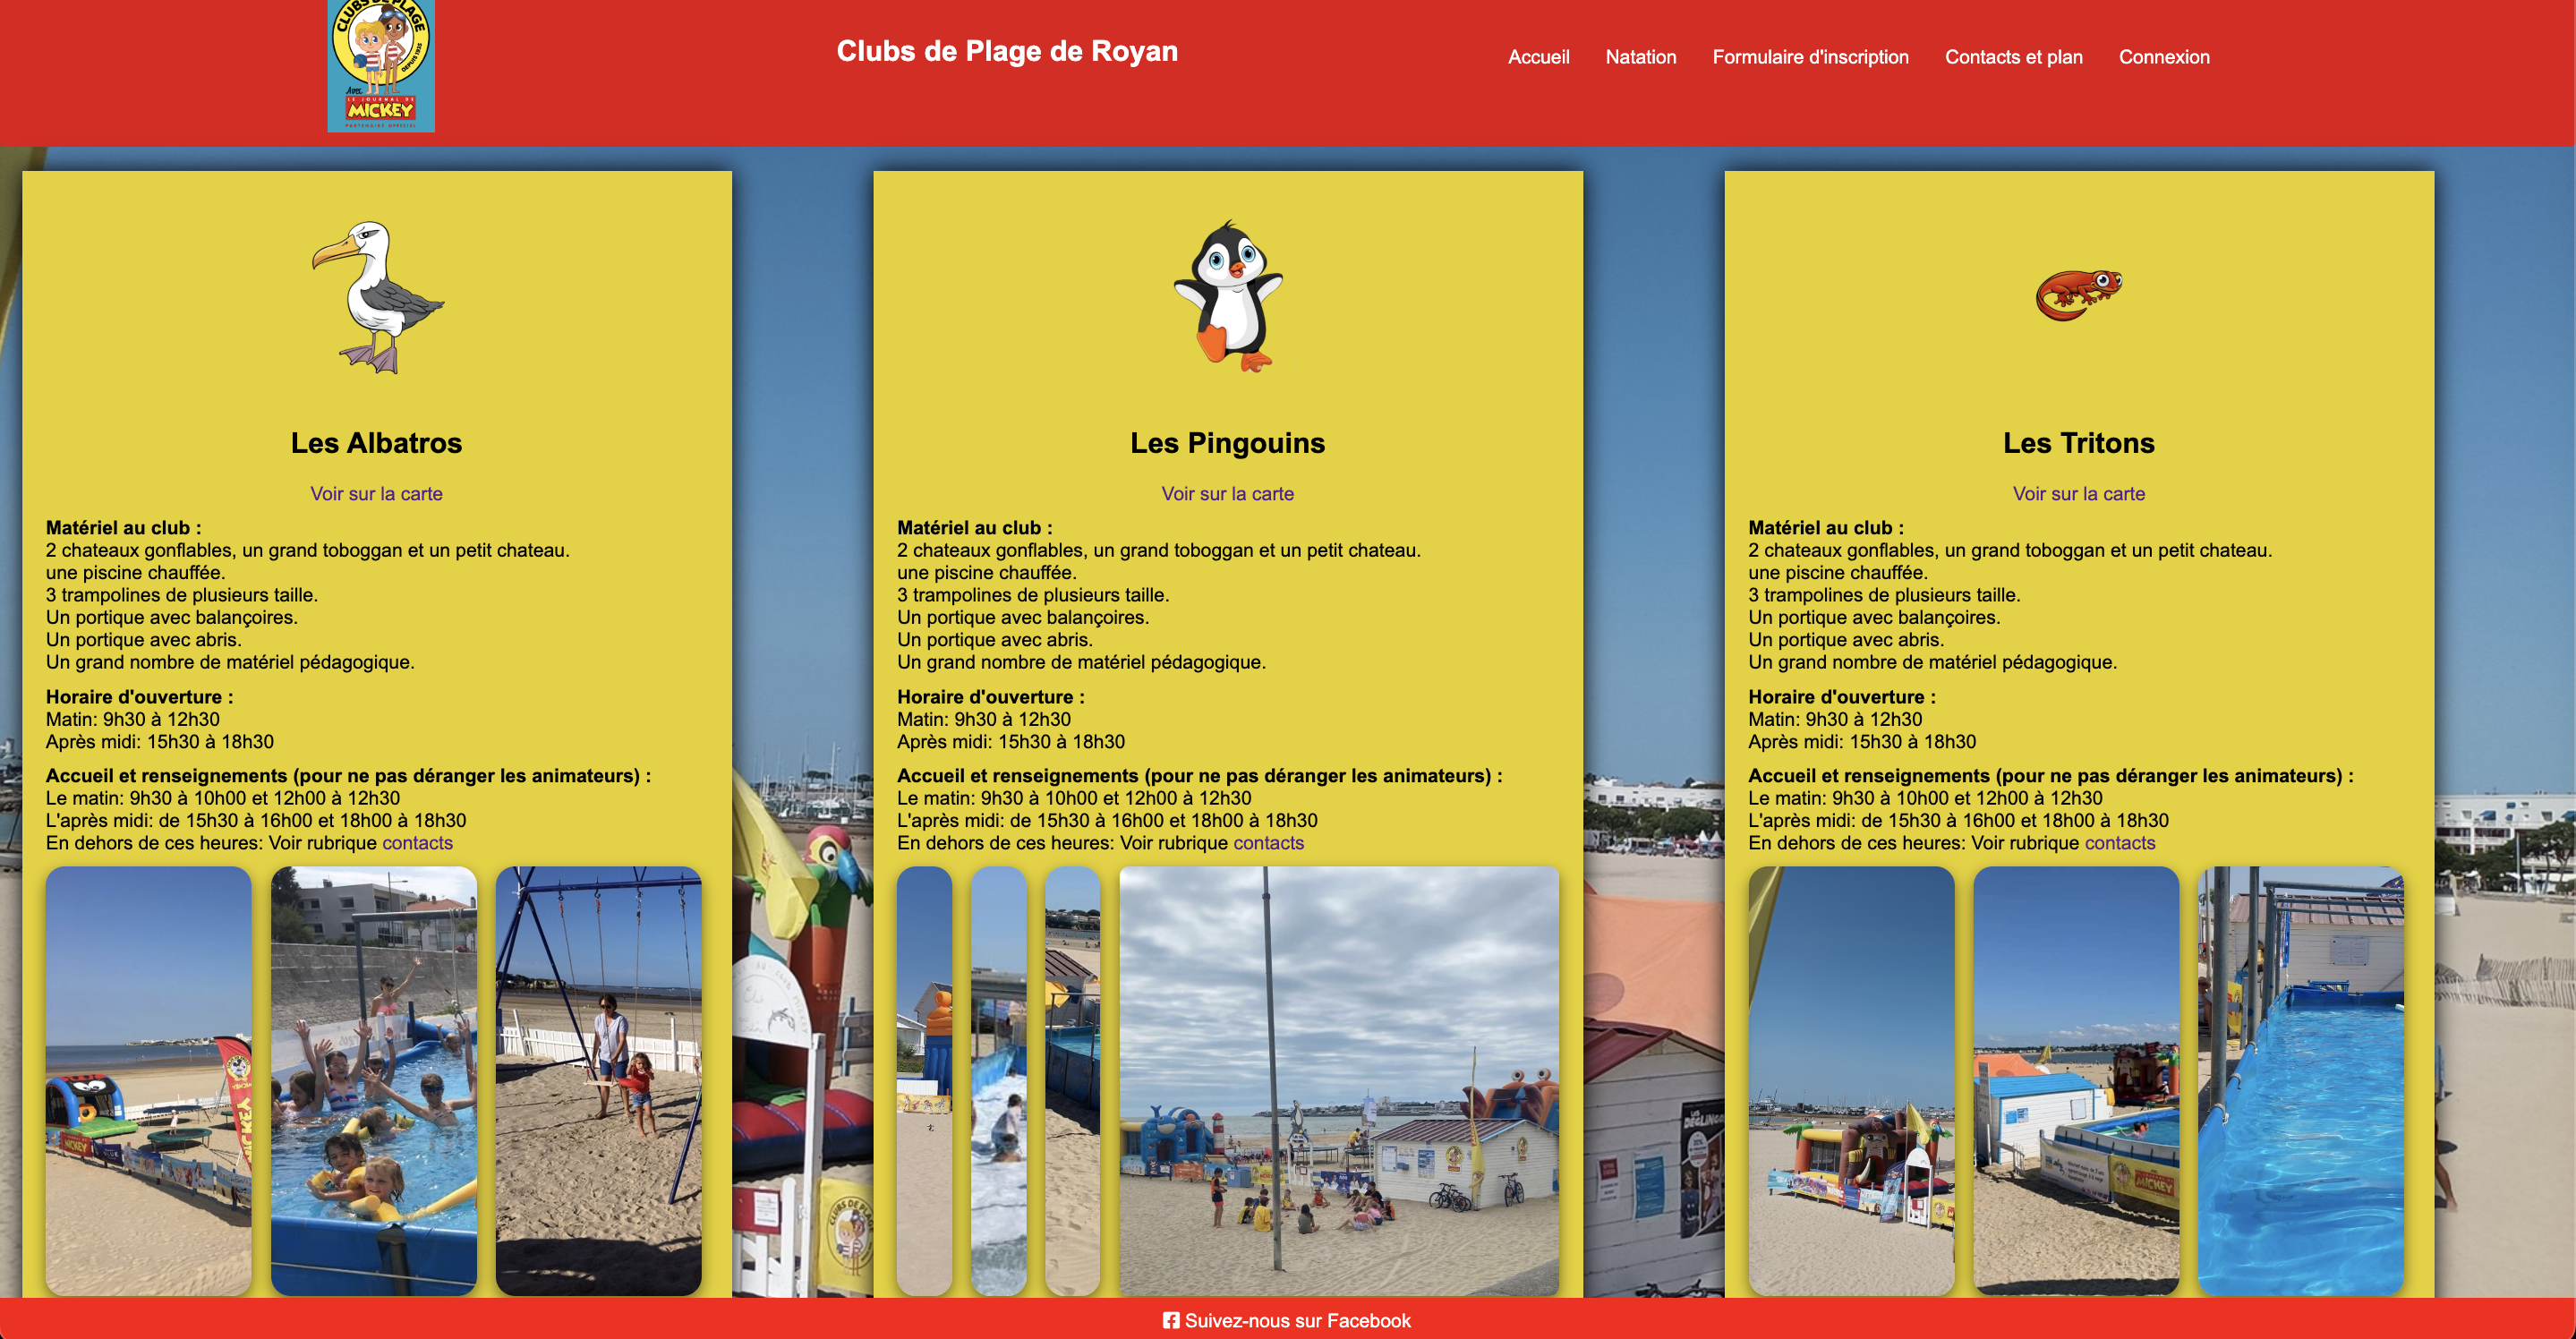 CLUBS DE PLAGE
DEPUIS 1935
Avec
LE JOURNAL DE
MICKEY
PARTENAIRE OFFICIEL
Clubs de Plage de Royan
Accueil Natation Formulaire d'inscription Contacts et plan Connexion
Les Albatros
Voir sur la carte
Matériel au club :
2 chateaux gonflables, un grand toboggan et un petit chateau.
une piscine chauffée.
3 trampolines de plusieurs taille.
Un portique avec balançoires.
Un portique avec abris.
Un grand nombre de matériel pédagogique.
Horaire d'ouverture :
Matin: 9h30 à 12h30
Après midi: 15h30 à 18h30
Accueil et renseignements (pour ne pas déranger les animateurs) :
Le matin: 9h30 à 10h00 et 12h00 à 12h30
L'après midi: de 15h30 à 16h00 et 18h00 à 18h30
En dehors de ces heures: Voir rubrique contacts
MICKEY
MICKEY
Les Pingouins
Voir sur la carte
Matériel au club :
2 chateaux gonflables, un grand toboggan et un petit chateau.
une piscine chauffée.
3 trampolines de plusieurs taille.
Un portique avec balançoires.
Un portique avec abris.
Un grand nombre de matériel pédagogique.
Horaire d'ouverture :
Matin: 9h30 à 12h30
Après midi: 15h30 à 18h30
Accueil et renseignements (pour ne pas déranger les animateurs) :
Le matin: 9h30 à 10h00 et 12h00 à 12h30
L'après midi: de 15h30 à 16h00 et 18h00 à 18h30
En dehors de ces heures: Voir rubrique contacts
Les Tritons
Voir sur la carte
Matériel au club :
2 chateaux gonflables, un grand toboggan et un petit chateau.
une piscine chauffée.
3 trampolines de plusieurs taille.
Un portique avec balançoires.
Un portique avec abris.
Un grand nombre de matériel pédagogique.
Horaire d'ouverture :
Matin: 9h30 à 12h30
Après midi: 15h30 à 18h30
Accueil et renseignements (pour ne pas déranger les animateurs) :
Le matin: 9h30 à 10h00 et 12h00 à 12h30
L'après midi: de 15h30 à 16h00 et 18h00 à 18h30
En dehors de ces heures: Voir rubrique contacts
MICKEY
CLUBS DE PLAGE
Suivez-nous sur Facebook